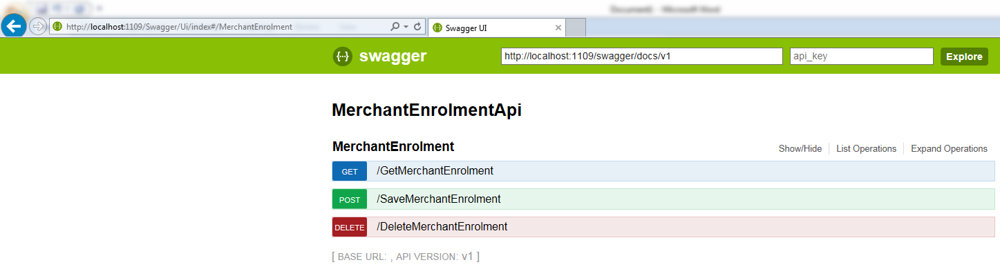 Document1 - Microsoft Word
http://localhost:1109/Swagger/Ui/index#/MerchantEnrolment
Swagger UI
swagger
http://localhost:1109/swagger/docs/v1
api_key
Explore
MerchantEnrolmentApi
MerchantEnrolment
Show/Hide
List Operations
Expand Operations
GET /GetMerchantEnrolment
POST /SaveMerchantEnrolment
DELETE /DeleteMerchantEnrolment
[ BASE URL: , API VERSION: v1 ]